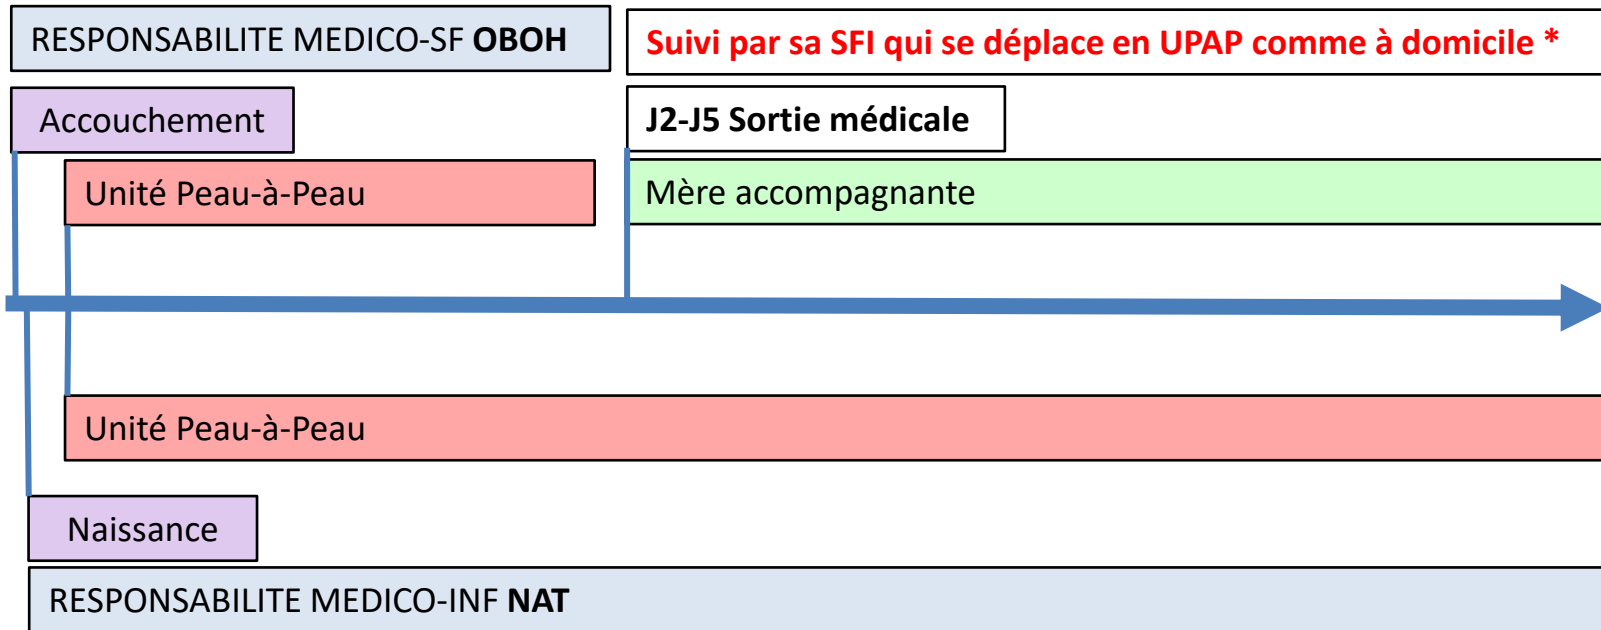 RESPONSABILITE MEDICO-SF OBOH
Suivi par sa SFI qui se déplace en UPAP comme à domicile *
Accouchement
J2-J5 Sortie médicale
Unité Peau-à-Peau
Mère accompagnante
Unité Peau-à-Peau
Naissance
RESPONSABILITE MEDICO-INF NAT